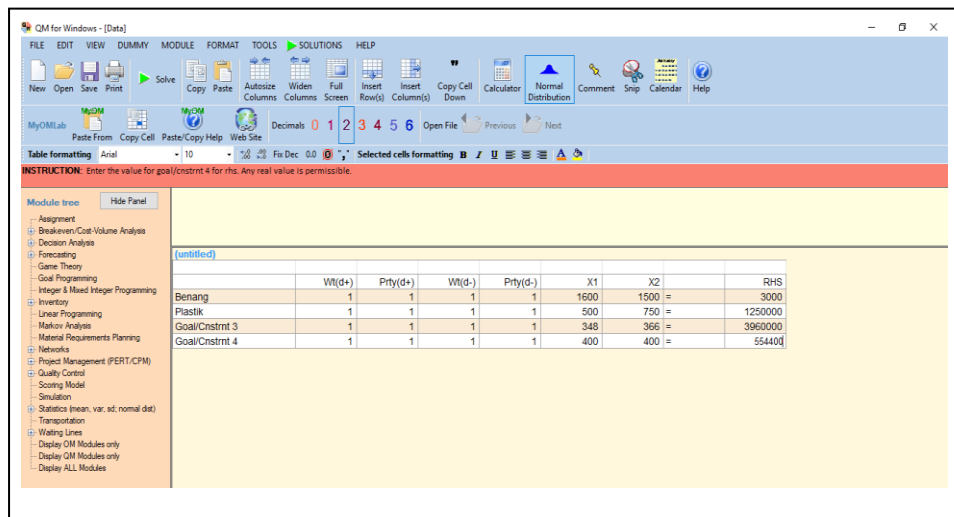 QM for Windows - [Data]
FILE EDIT VIEW DUMMY MODULE FORMAT TOOLS SOLUTIONS HELP
New Open Save Print Solve Copy Paste Autosize Columns Widen Columns Full Screen Insert Row(s) Insert Column(s) Copy Cell Down Calculator Normal Distribution Comment Snip Calendar Help
MyOMLab MyOM Paste From Copy Cell MyOM Paste/Copy Help Web Site Decimals 0 1 2 3 4 5 6 Open File Previous Next
Table formatting Arial 10 Fix Dec 0.0 0 "," Selected cells formatting B I U A
INSTRUCTION: Enter the value for goal/cnstrnt 4 for rhs. Any real value is permissible.
Module tree Hide Panel
Assignment
Breakeven/Cost-Volume Analysis
Decision Analysis
Forecasting
Game Theory
Goal Programming
Integer & Mixed Integer Programming
Inventory
Linear Programming
Markov Analysis
Material Requirements Planning
Networks
Project Management (PERT/CPM)
Quality Control
Scoring Model
Simulation
Statistics (mean, var, sd; normal dist)
Transportation
Waiting Lines
Display OM Modules only
Display QM Modules only
Display ALL Modules
(untitled)
Wt(d+) Prty(d+) Wt(d-) Prty(d-) X1 X2 RHS
Benang 1 1 1 1 1600 1500 = 3000
Plastik 1 1 1 1 500 750 = 1250000
Goal/Cnstrnt 3 1 1 1 1 348 366 = 3960000
Goal/Cnstrnt 4 1 1 1 1 400 400 = 554400